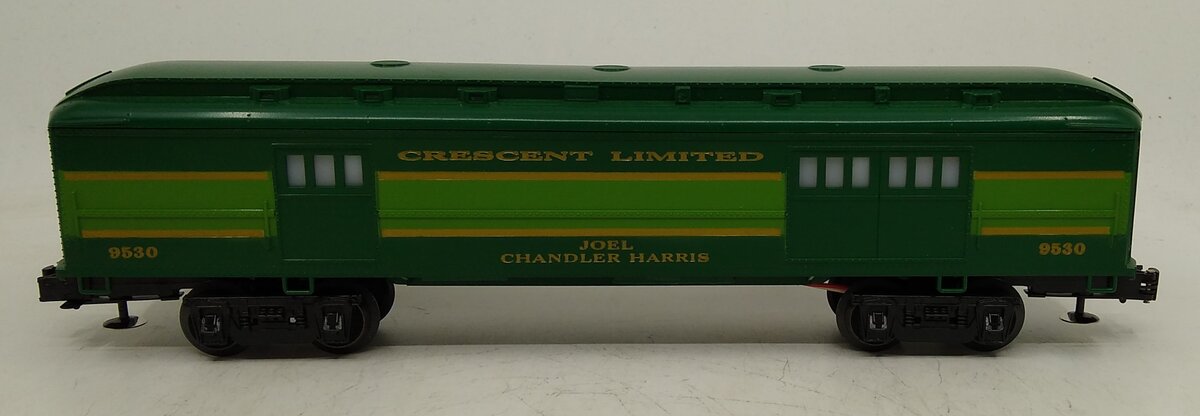 CRESCENT LIMITED
9530
JOEL
CHANDLER HARRIS
9530